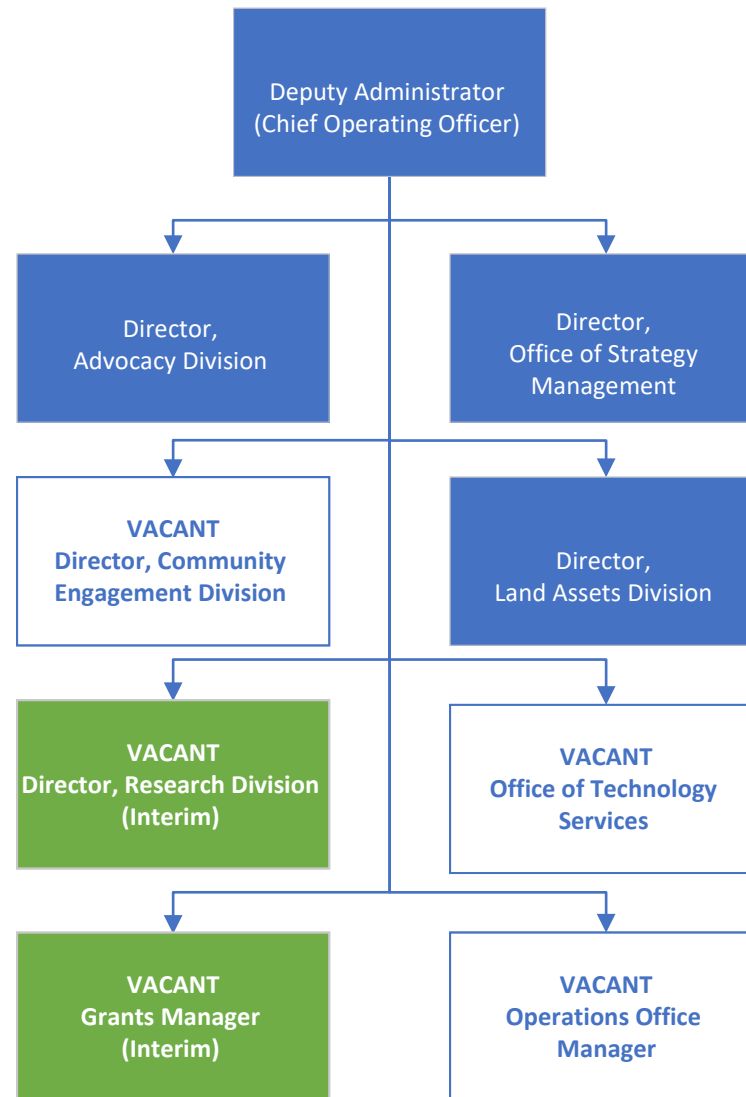 Deputy Administrator
(Chief Operating Officer)
Director,
Advocacy Division
Director,
Office of Strategy
Management
VACANT
Director, Community
Engagement Division
Director,
Land Assets Division
VACANT
Director, Research Division
(Interim)
VACANT
Office of Technology
Services
VACANT
Grants Manager
(Interim)
VACANT
Operations Office
Manager